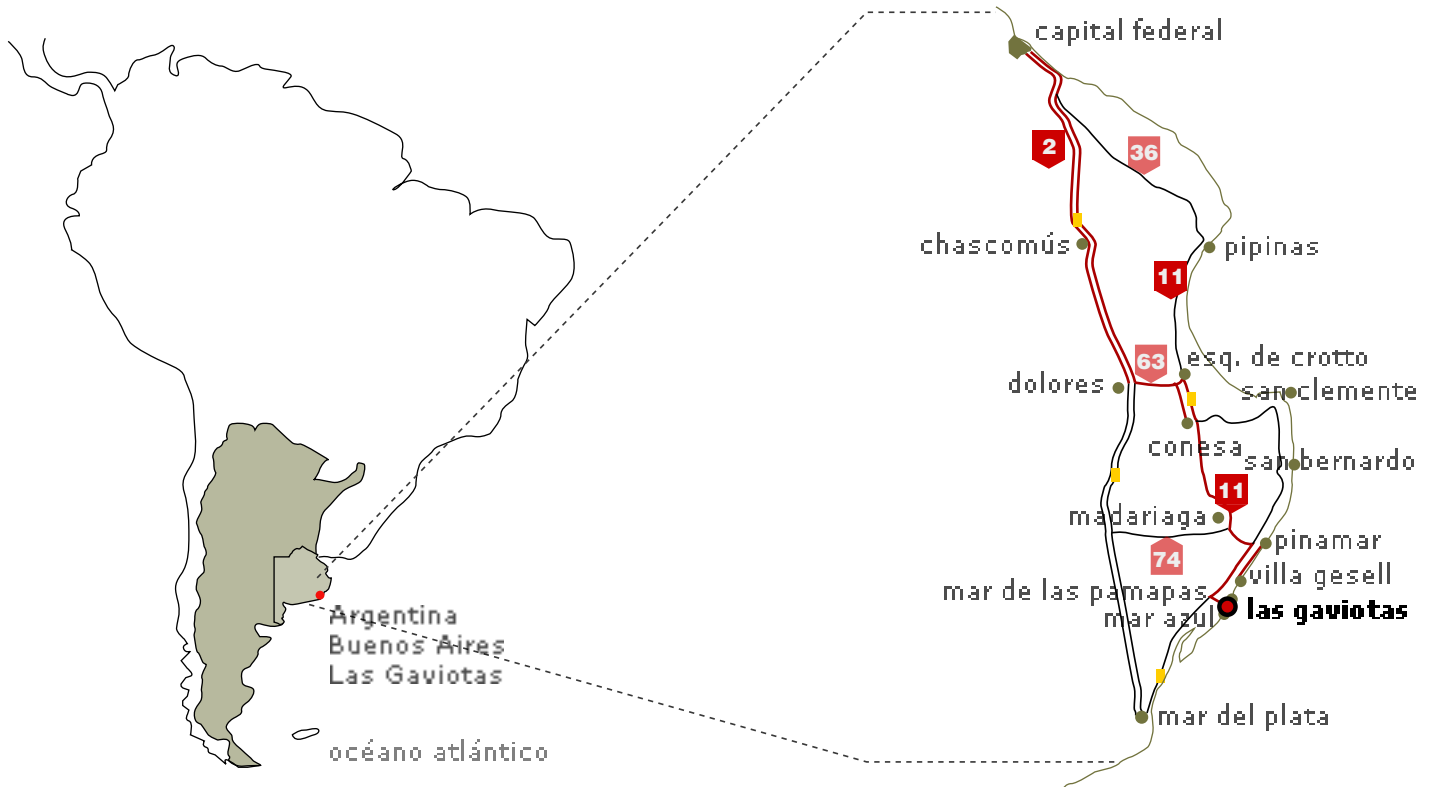 capital federal
2
36
chascomús
pipinas
11
63
esq. de crotto
dolores
san clemente
conesa
san bernardo
11
madariaga
pinamar
74
villa gesell
mar de las pamapas
las gaviotas
mar azul
Argentina
Buenos Aires
Las Gaviotas
mar del plata
océano atlántico